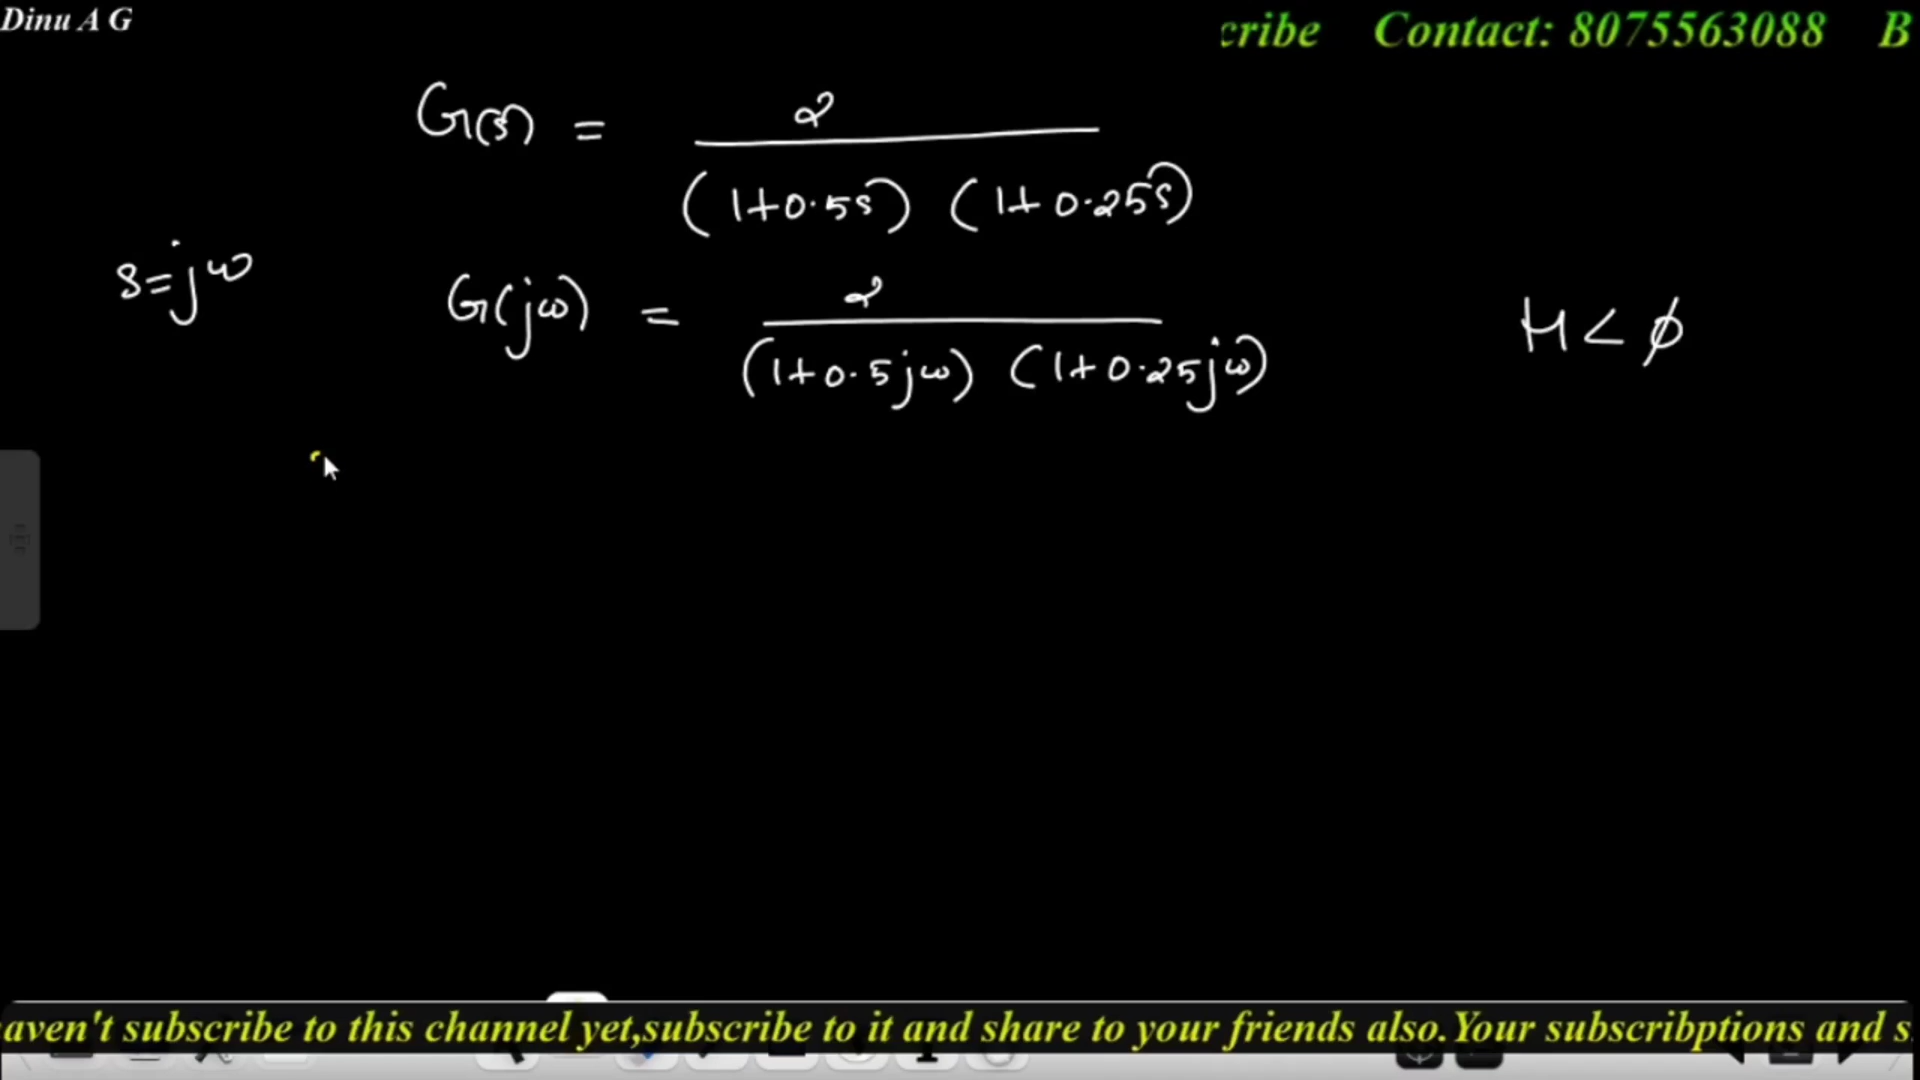 Dinu A G
cribe Contact: 8075563088 B
G(s) = 2 / (1+0.5s) (1+0.25s)
s=jω
G(jω) = 2 / (1+0.5jω) (1+0.25jω)
M∠φ
aven't subscribe to this channel yet,subscribe to it and share to your friends also.Your subscribptions and s